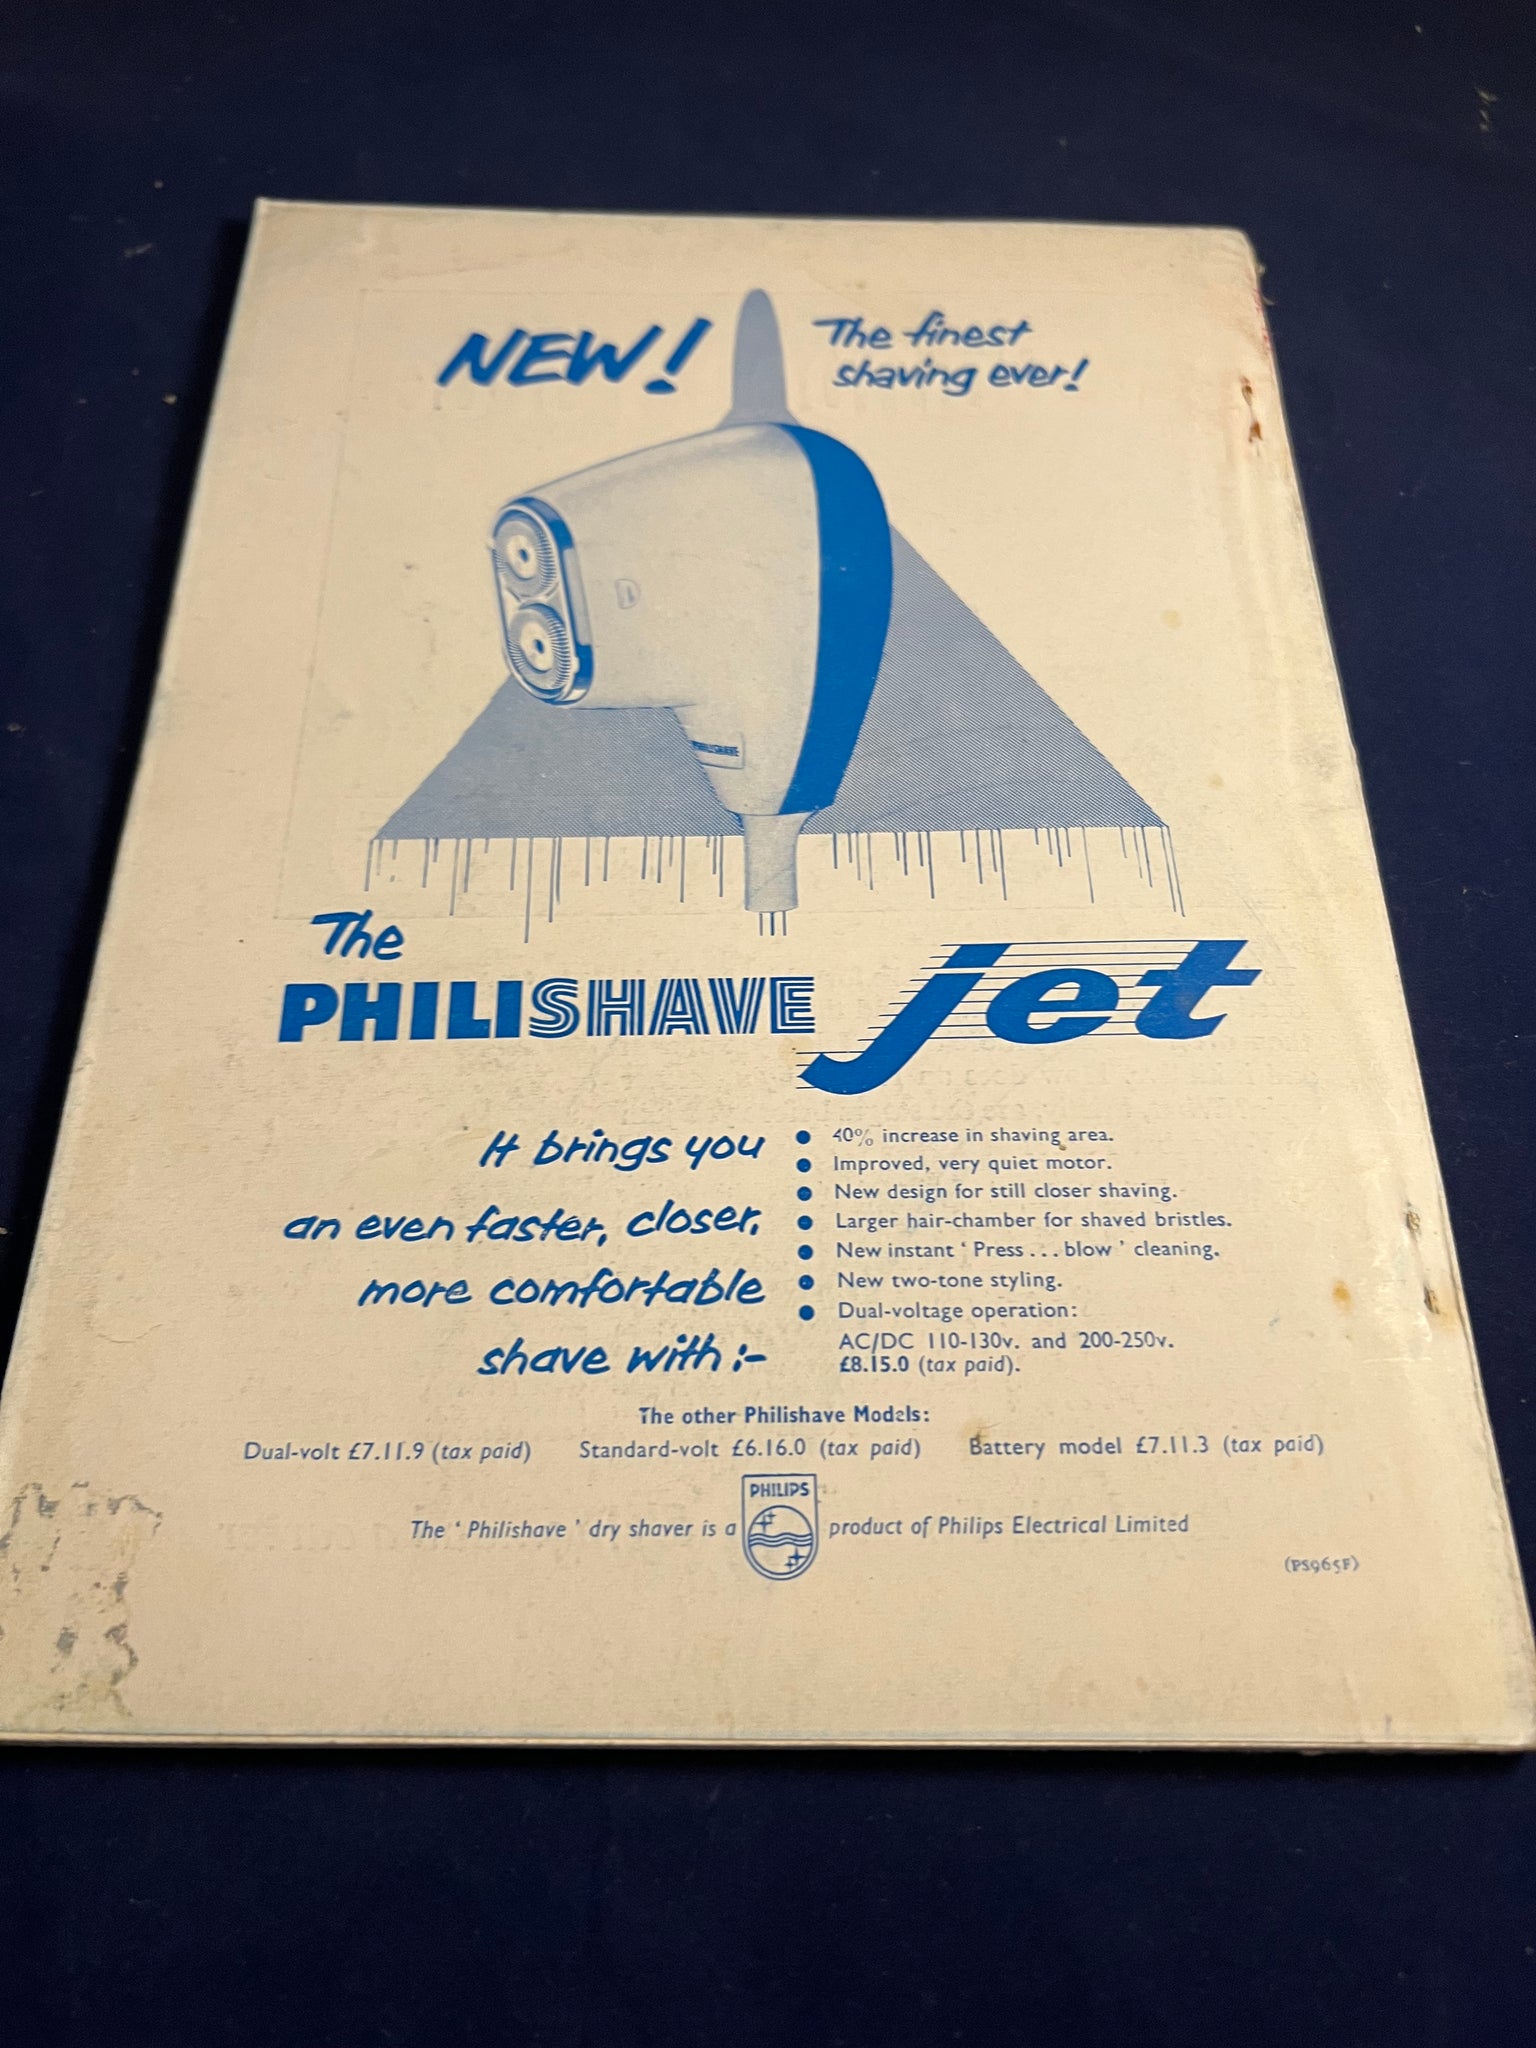 NEW!
The finest
shaving ever!
PHILISHAVE
The
PHILISHAVE jet
It brings you
an even faster, closer,
more comfortable
shave with :-
40% increase in shaving area.
Improved, very quiet motor.
New design for still closer shaving.
Larger hair-chamber for shaved bristles.
New instant ‘ Press . . . blow ’ cleaning.
New two-tone styling.
Dual-voltage operation:
AC/DC 110-130v. and 200-250v.
£8.15.0 (tax paid).
The other Philishave Models:
Dual-volt £7.11.9 (tax paid) Standard-volt £6.16.0 (tax paid) Battery model £7.11.3 (tax paid)
PHILIPS
The ‘ Philishave ’ dry shaver is a product of Philips Electrical Limited
(PS965F)